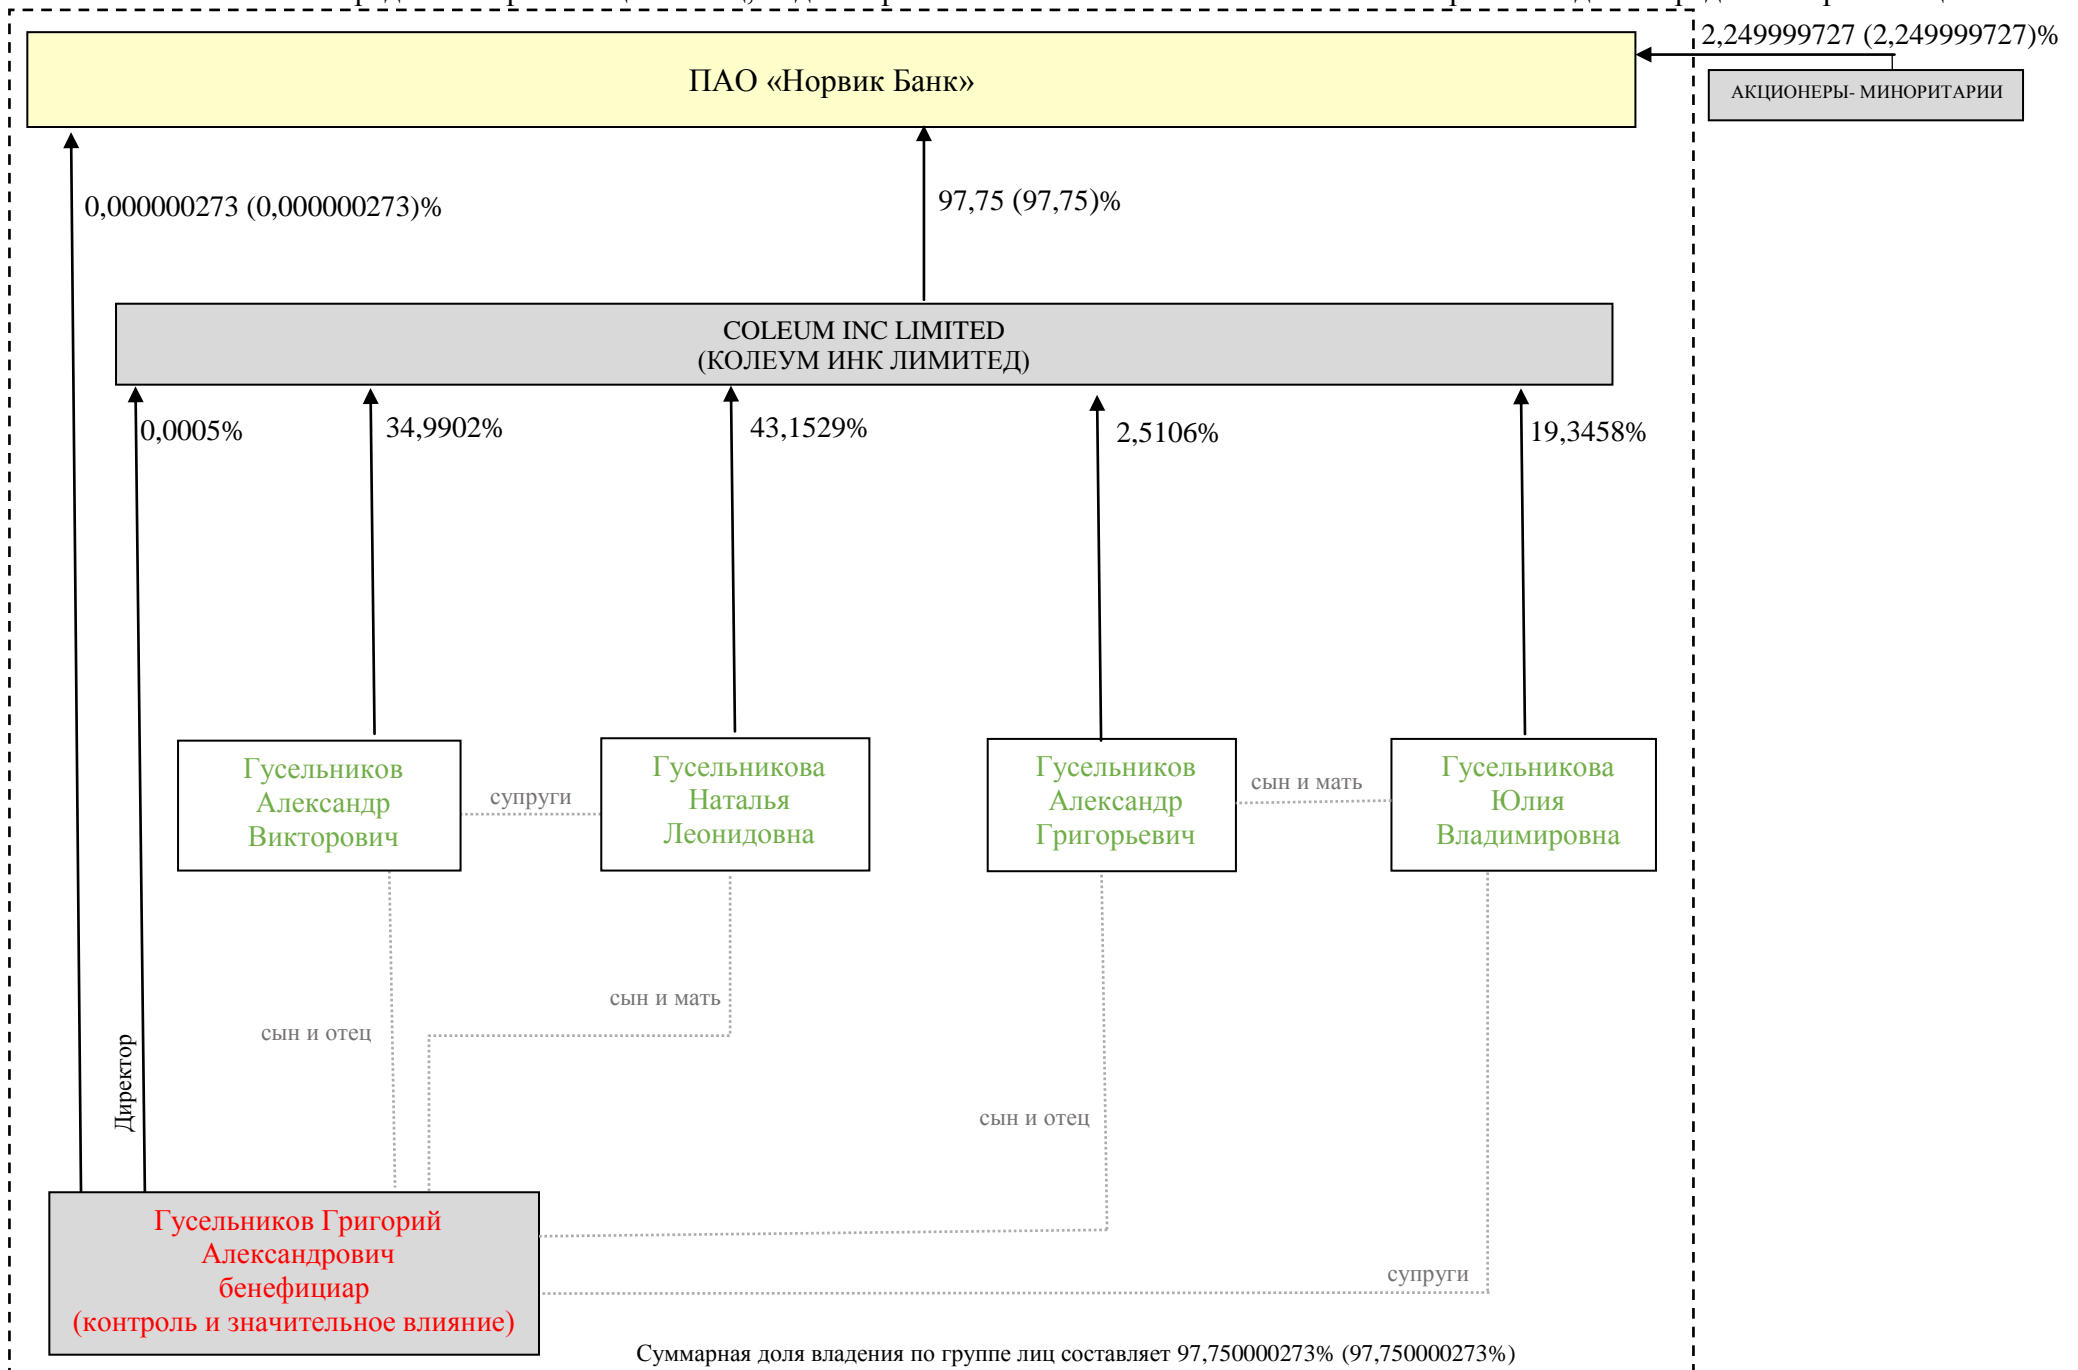 2,249999727 (2,249999727)%
ПАО «Норвик Банк»
АКЦИОНЕРЫ- МИНОРИТАРИИ
0,000000273 (0,000000273)%
97,75 (97,75)%
COLEUM INC LIMITED
(КОЛЕУМ ИНК ЛИМИТЕД)
0,0005%
34,9902%
43,1529%
2,5106%
19,3458%
Гусельников
Александр
Викторович
супруги
Гусельникова
Наталья
Леонидовна
Гусельников
Александр
Григорьевич
сын и мать
Гусельникова
Юлия
Владимировна
сын и мать
сын и отец
Директор
сын и отец
Гусельников Григорий
Александрович
бенефициар
(контроль и значительное влияние)
супруги
Суммарная доля владения по группе лиц составляет 97,750000273% (97,750000273%)